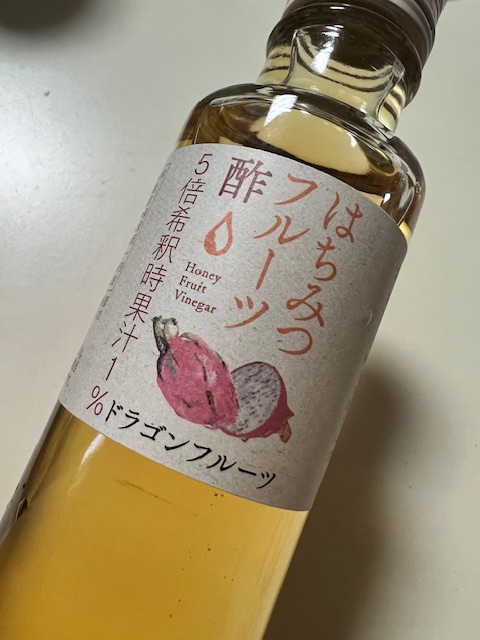 はちみつ
フルーツ
酢
Honey
Fruit
Vinegar
5倍希釈時果汁1%
ドラゴンフルーツ